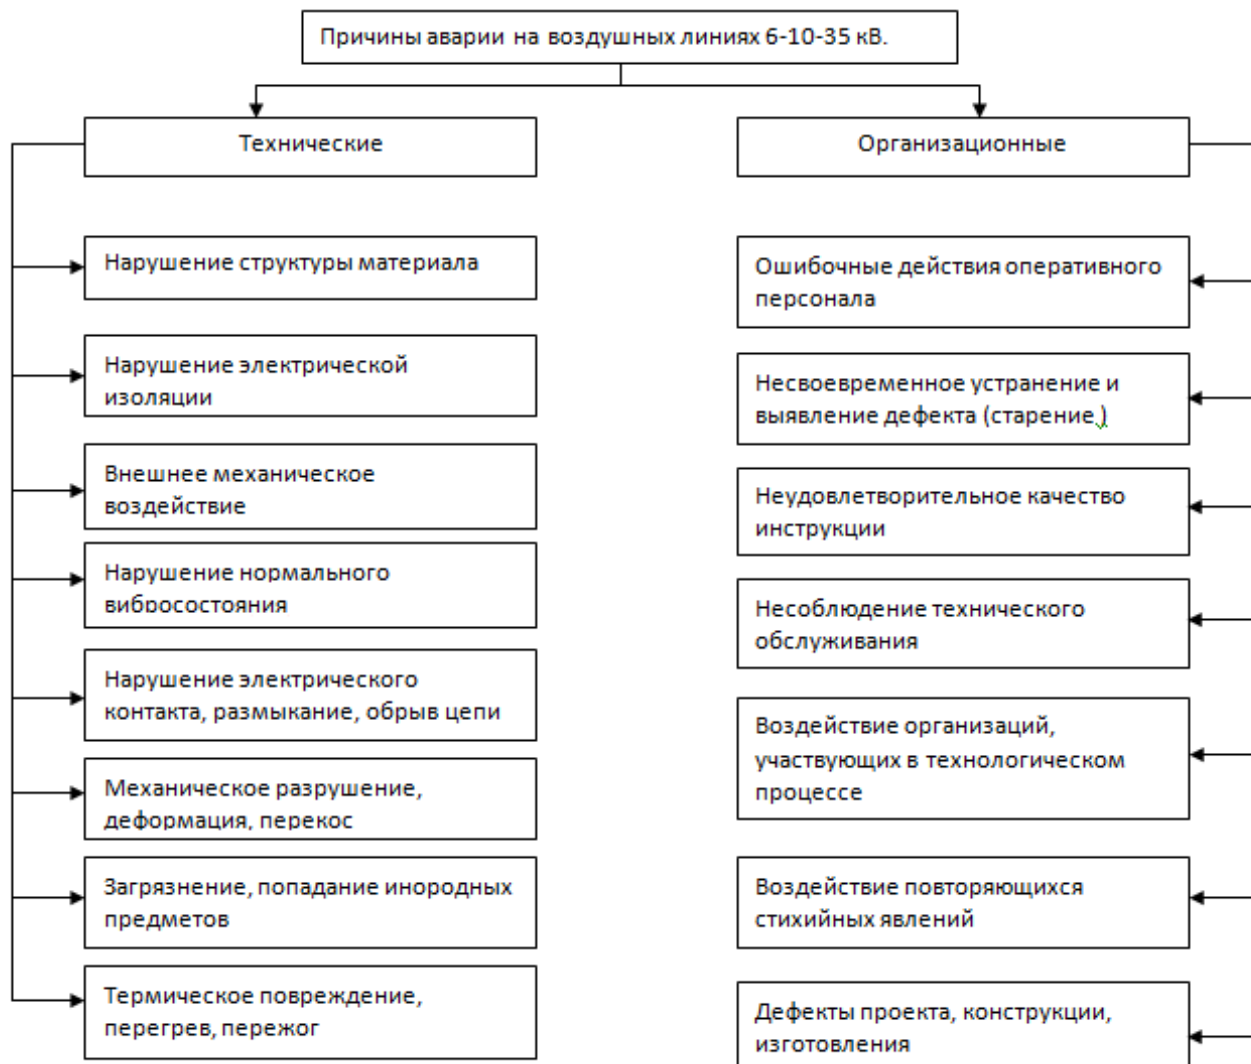 Причины аварии на воздушных линиях 6-10-35 кВ.
Технические
Нарушение структуры материала
Нарушение электрической
изоляции
Внешнее механическое
воздействие
Нарушение нормального
вибросостояния
Нарушение электрического
контакта, размыкание, обрыв цепи
Механическое разрушение,
деформация, перекос
Загрязнение, попадание инородных
предметов
Термическое повреждение,
перегрев, пережог
Организационные
Ошибочные действия оперативного
персонала
Несвоевременное устранение и
выявление дефекта (старение,)
Неудовлетворительное качество
инструкции
Несоблюдение технического
обслуживания
Воздействие организаций,
участвующих в технологическом
процессе
Воздействие повторяющихся
стихийных явлений
Дефекты проекта, конструкции,
изготовления